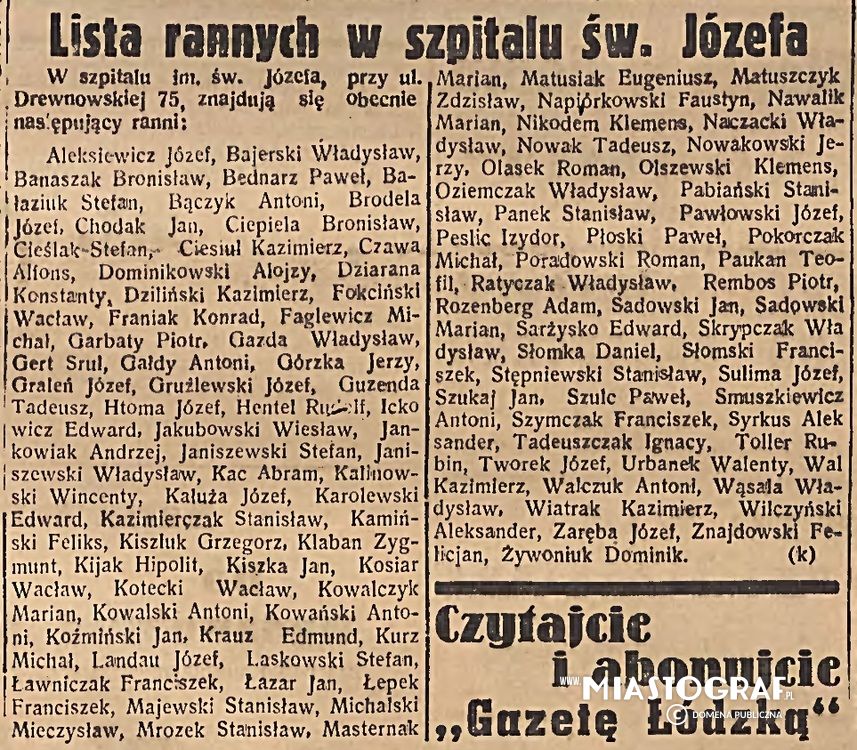 Lista rannych w szpitalu św. Józefa
W szpitalu im. św. Józefa, przy ul.
Drewnowskiej 75, znajdują się obecnie
następujący ranni:
Aleksiewicz Józef, Bajerski Władysław,
Banaszak Bronisław, Bednarz Paweł, Ba-
łaziuk Stefan, Bączyk Antoni, Brodela
Józef, Chodak Jan, Ciepiela Bronisław,
Cieślak Stefan, Ciesiul Kazimierz, Czawa
Alfons, Dominikowski Alojzy, Dziarana
Konstanty, Dziliński Kazimierz, Fokciński
Wacław, Franiak Konrad, Faglewicz Mi-
chał, Garbaty Piotr, Gazda Władysław,
Gert Srul, Gałdy Antoni, Górzka Jerzy,
Graleń Józef, Gruźlewski Józef, Guzenda
Tadeusz, Htoma Józef, Hentel Rudolf, Icko
wicz Edward, Jakubowski Wiesław, Jan-
kowiak Andrzej, Janiszewski Stefan, Jani-
szewski Władysław, Kac Abram, Kalinow-
ski Wincenty, Kałuża Józef, Karolewski
Edward, Kazimierczak Stanisław, Kamiń-
ski Feliks, Kiszluk Grzegorz, Klaban Zyg-
munt, Kijak Hipolit, Kiszka Jan, Kosiar
Wacław, Kotecki Wacław, Kowalczyk
Marian, Kowalski Antoni, Kowański Anto-
ni, Koźmiński Jan, Krauz Edmund, Kurz
Michał, Landau Józef, Laskowski Stefan,
Ławniczak Franciszek, Łazar Jan, Łepek
Franciszek, Majewski Stanisław, Michalski
Mieczysław, Mrozek Stanisław, Masternak
Marian, Matusiak Eugeniusz, Matuszczyk
Zdzisław, Napiórkowski Faustyn, Nawalik
Marian, Nikodem Klemens, Naczacki Wła-
dysław, Nowak Tadeusz, Nowakowski Je-
rzy, Olasek Roman, Olszewski Klemens,
Oziemczak Władysław, Pabiański Stani-
sław, Panek Stanisław, Pawłowski Józef,
Peslic Izydor, Płoski Paweł, Pokorczak
Michał, Poradowski Roman, Paukan Teo-
fil, Ratyczak Władysław, Rembos Piotr,
Rozenberg Adam, Sadowski Jan, Sadowski
Marian, Sarżysko Edward, Skrypczak Wła
dysław, Słomka Daniel, Słomski Franci-
szek, Stępniewski Stanisław, Sulima Józef,
Szukaj Jan, Szulc Paweł, Smuszkiewicz
Antoni, Szymczak Franciszek, Syrkus Alek
sander, Tadeuszczak Ignacy, Toller Ru-
bin, Tworek Józef, Urbanek Walenty, Wal
Kazimierz, Walczuk Antoni, Wąsala Wła-
dysław, Wiatrak Kazimierz, Wilczyński
Aleksander, Zaręba Józef, Znajdowski Fe-
licjan, Żywoniuk Dominik. (k)
Czytajcie
i abonujcie
„Gazetę Łódzką"
WWW.MIASTOGRAF.PL
© DOMENA PUBLICZNA